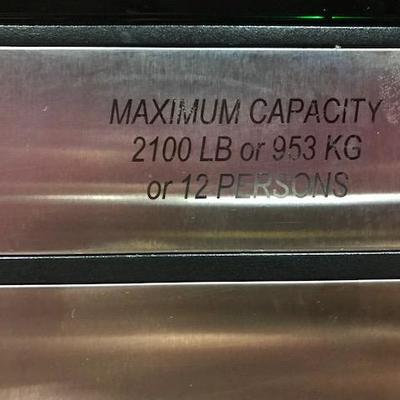 MAXIMUM CAPACITY
2100 LB or 953 KG
or 12 PERSONS